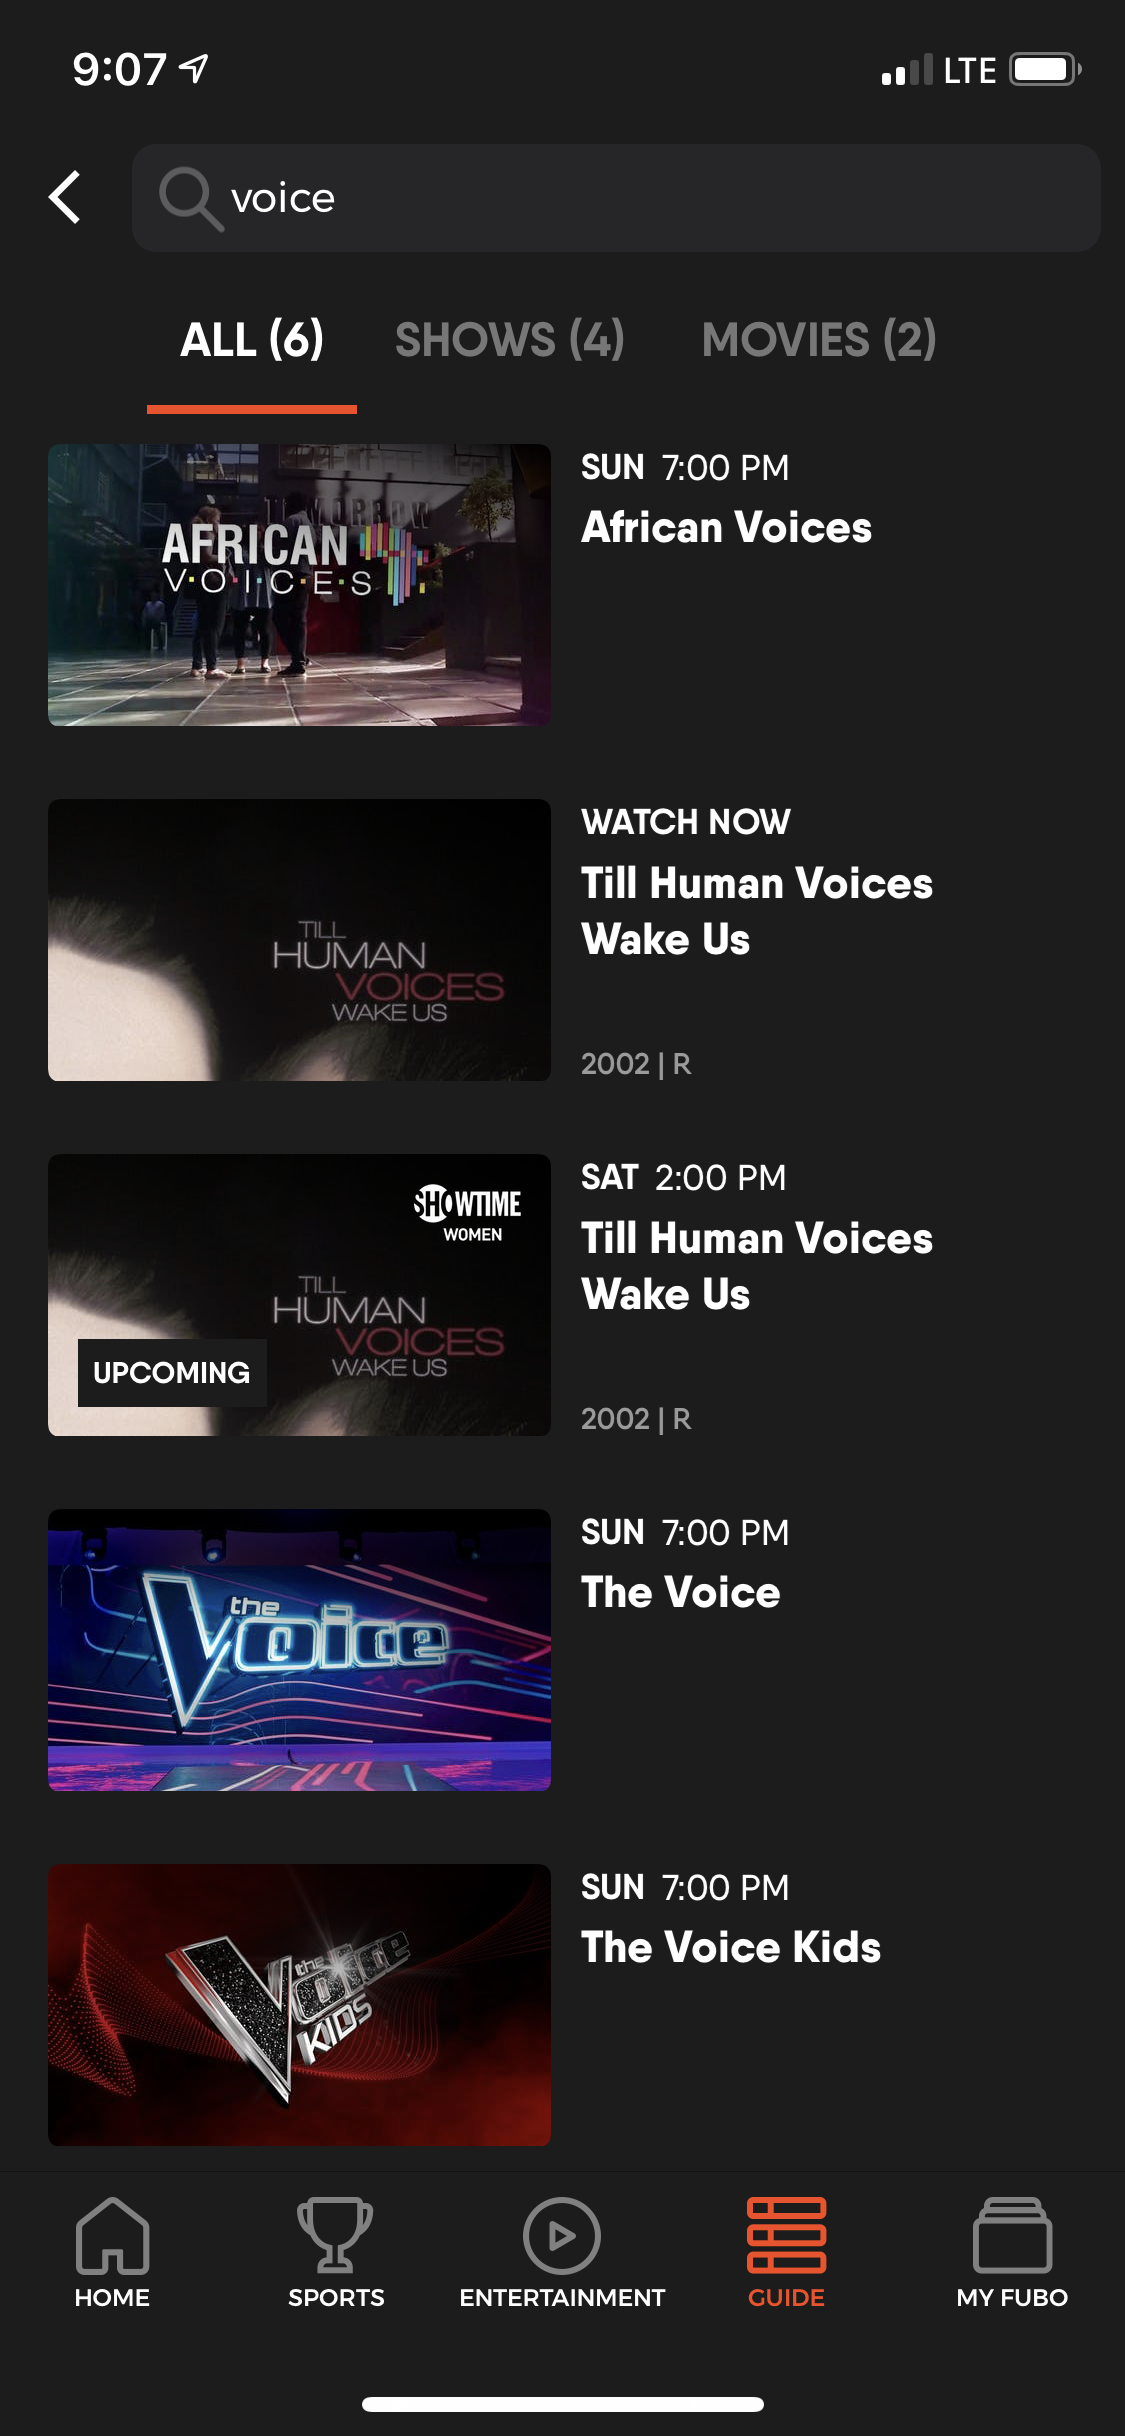 9:07
LTE
voice
ALL (6)
SHOWS (4)
MOVIES (2)
TOMORROW
AFRICAN
V·O·I·C·E·S
SUN 7:00 PM
African Voices
TILL
HUMAN
VOICES
WAKE US
WATCH NOW
Till Human Voices
Wake Us
2002 | R
SHOWTIME
WOMEN
TILL
HUMAN
VOICES
WAKE US
UPCOMING
SAT 2:00 PM
Till Human Voices
Wake Us
2002 | R
the
Voice
SUN 7:00 PM
The Voice
the
Voice
KIDS
SUN 7:00 PM
The Voice Kids
HOME
SPORTS
ENTERTAINMENT
GUIDE
MY FUBO